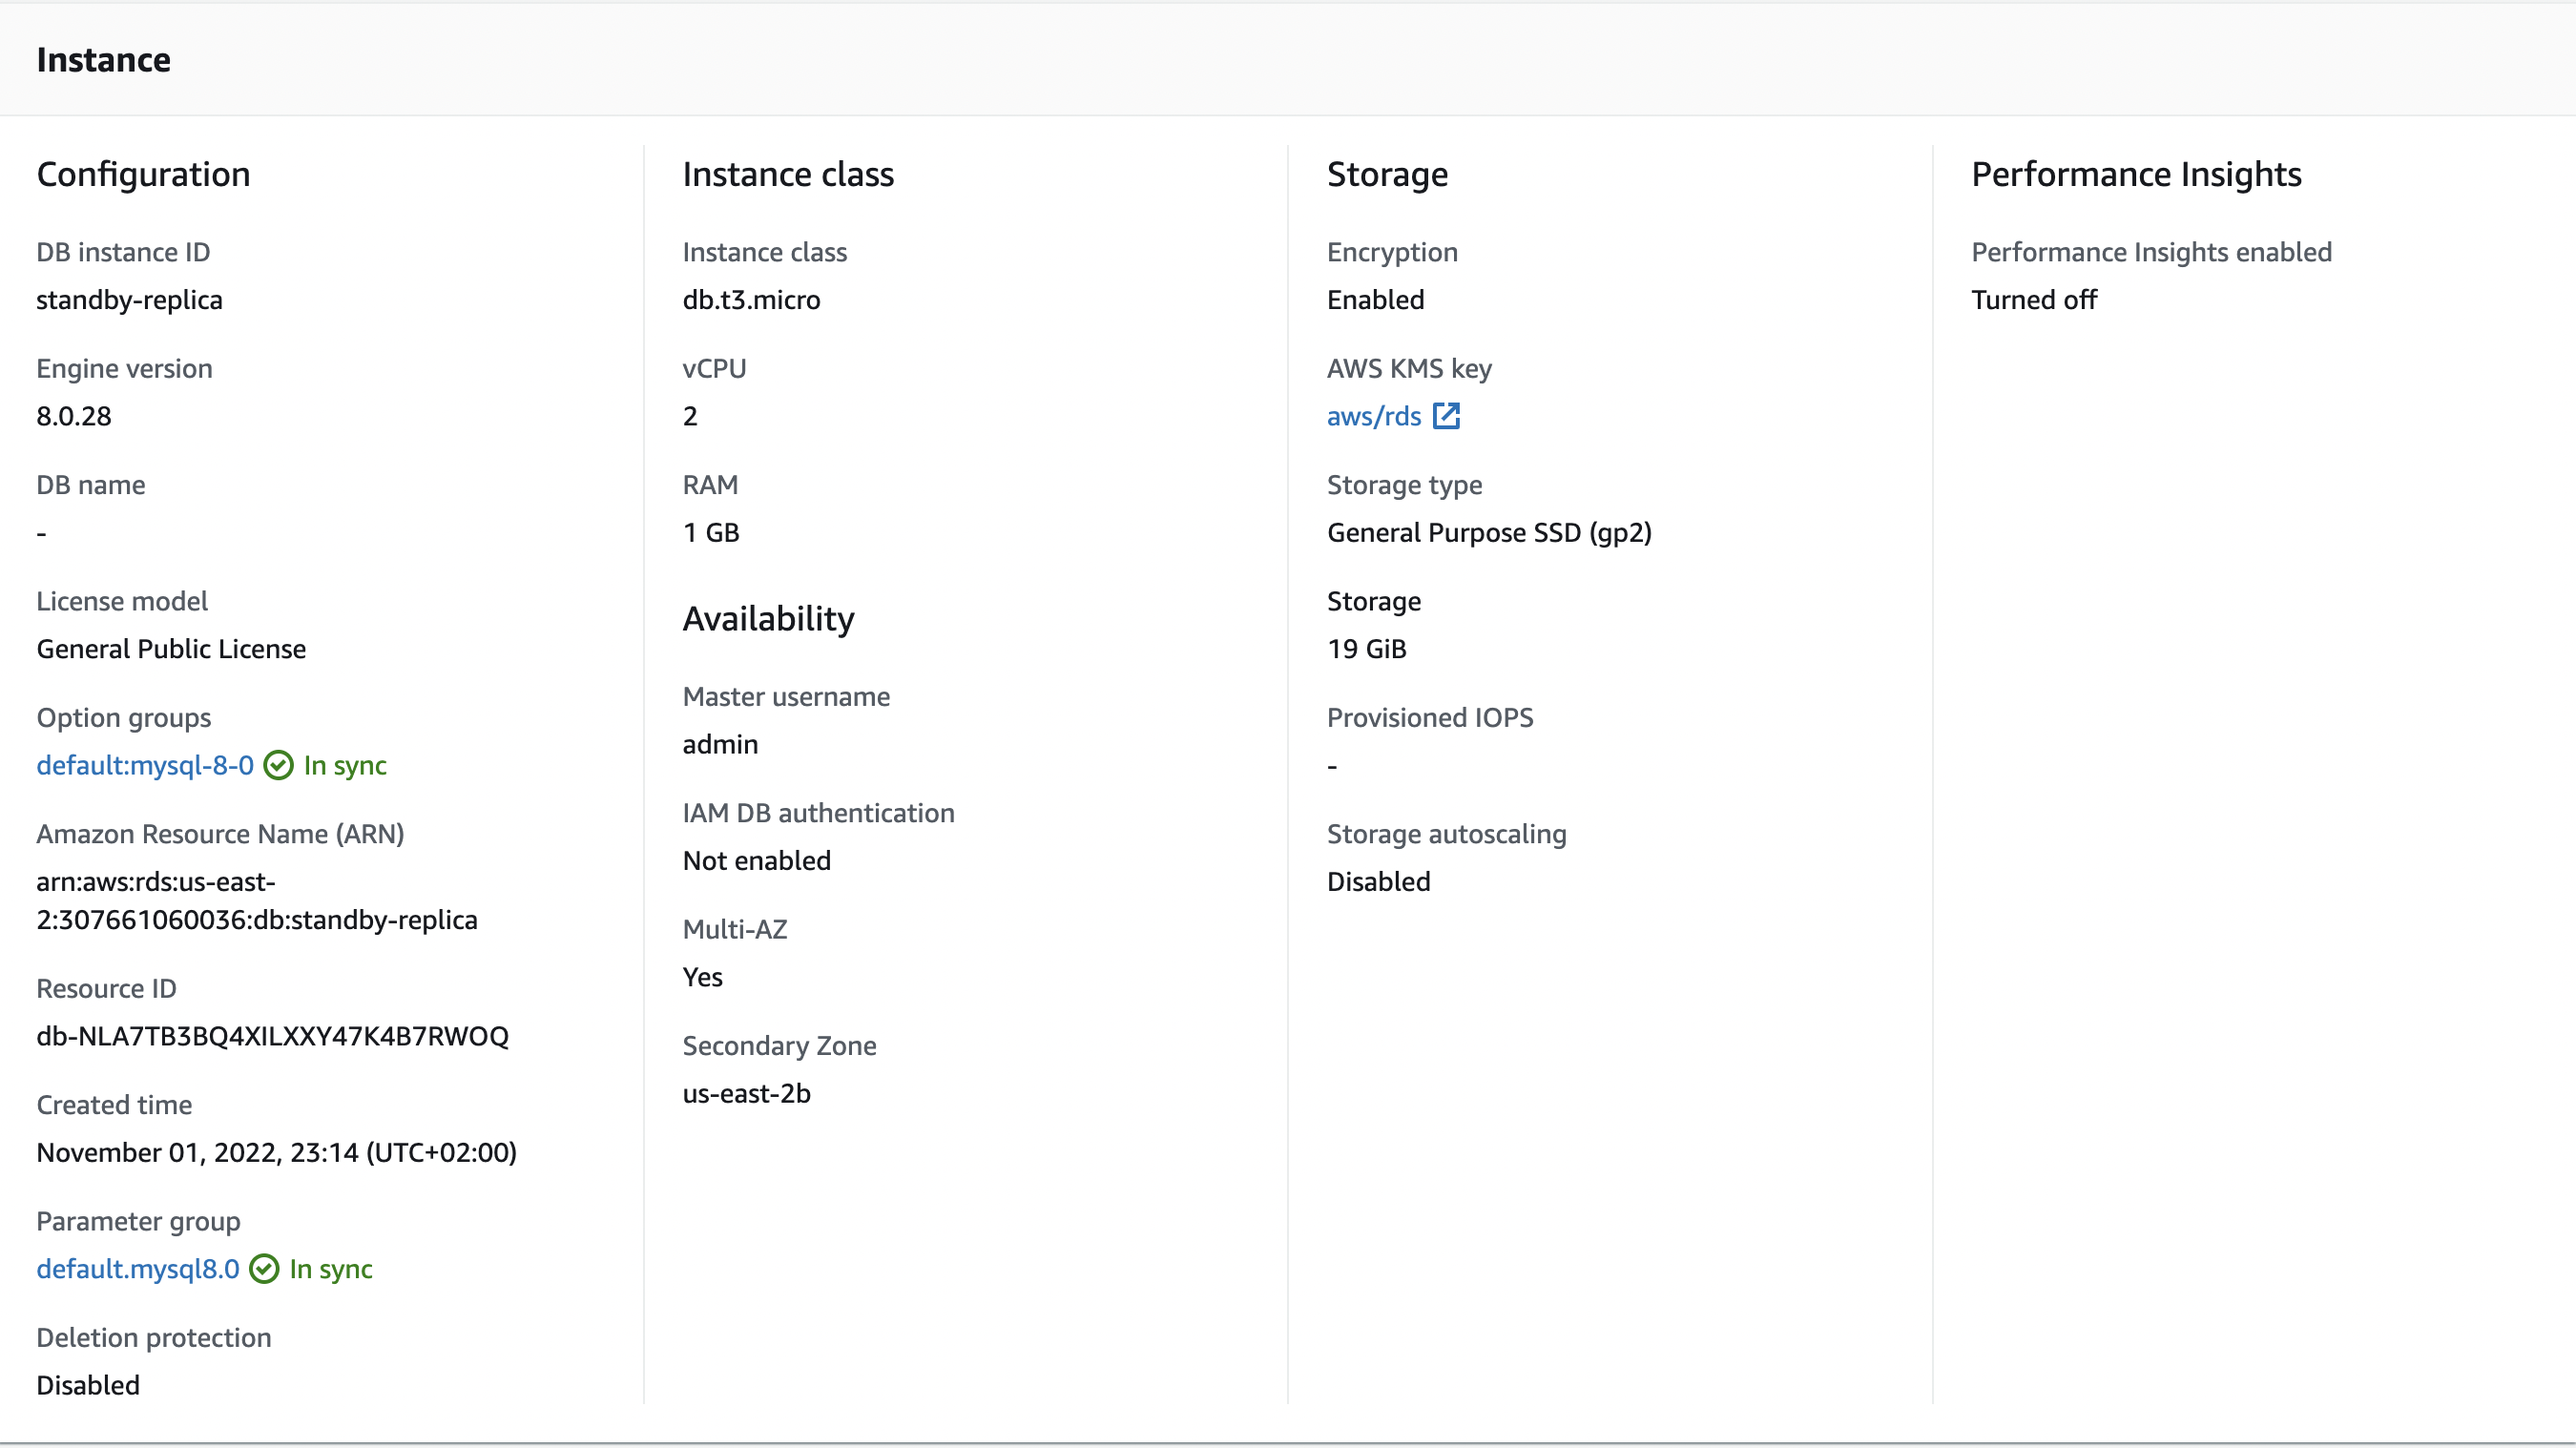 Instance
Configuration
DB instance ID
standby-replica
Engine version
8.0.28
DB name
-
License model
General Public License
Option groups
default:mysql-8-0 In sync
Amazon Resource Name (ARN)
arn:aws:rds:us-east-
2:307661060036:db:standby-replica
Resource ID
db-NLA7TB3BQ4XILXXY47K4B7RWOQ
Created time
November 01, 2022, 23:14 (UTC+02:00)
Parameter group
default.mysql8.0 In sync
Deletion protection
Disabled
Instance class
Instance class
db.t3.micro
vCPU
2
RAM
1 GB
Availability
Master username
admin
IAM DB authentication
Not enabled
Multi-AZ
Yes
Secondary Zone
us-east-2b
Storage
Encryption
Enabled
AWS KMS key
aws/rds
Storage type
General Purpose SSD (gp2)
Storage
19 GiB
Provisioned IOPS
-
Storage autoscaling
Disabled
Performance Insights
Performance Insights enabled
Turned off